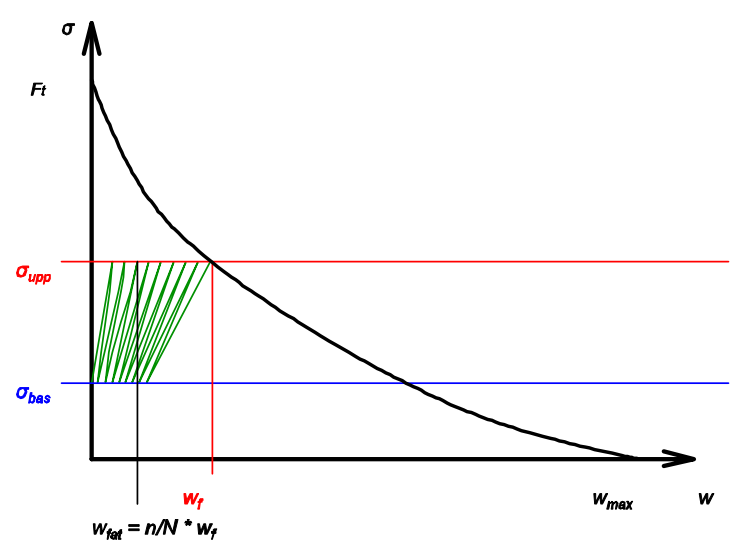 σ
Ft
σupp
σbas
wf
wmax
w
wfat = n/N * wf